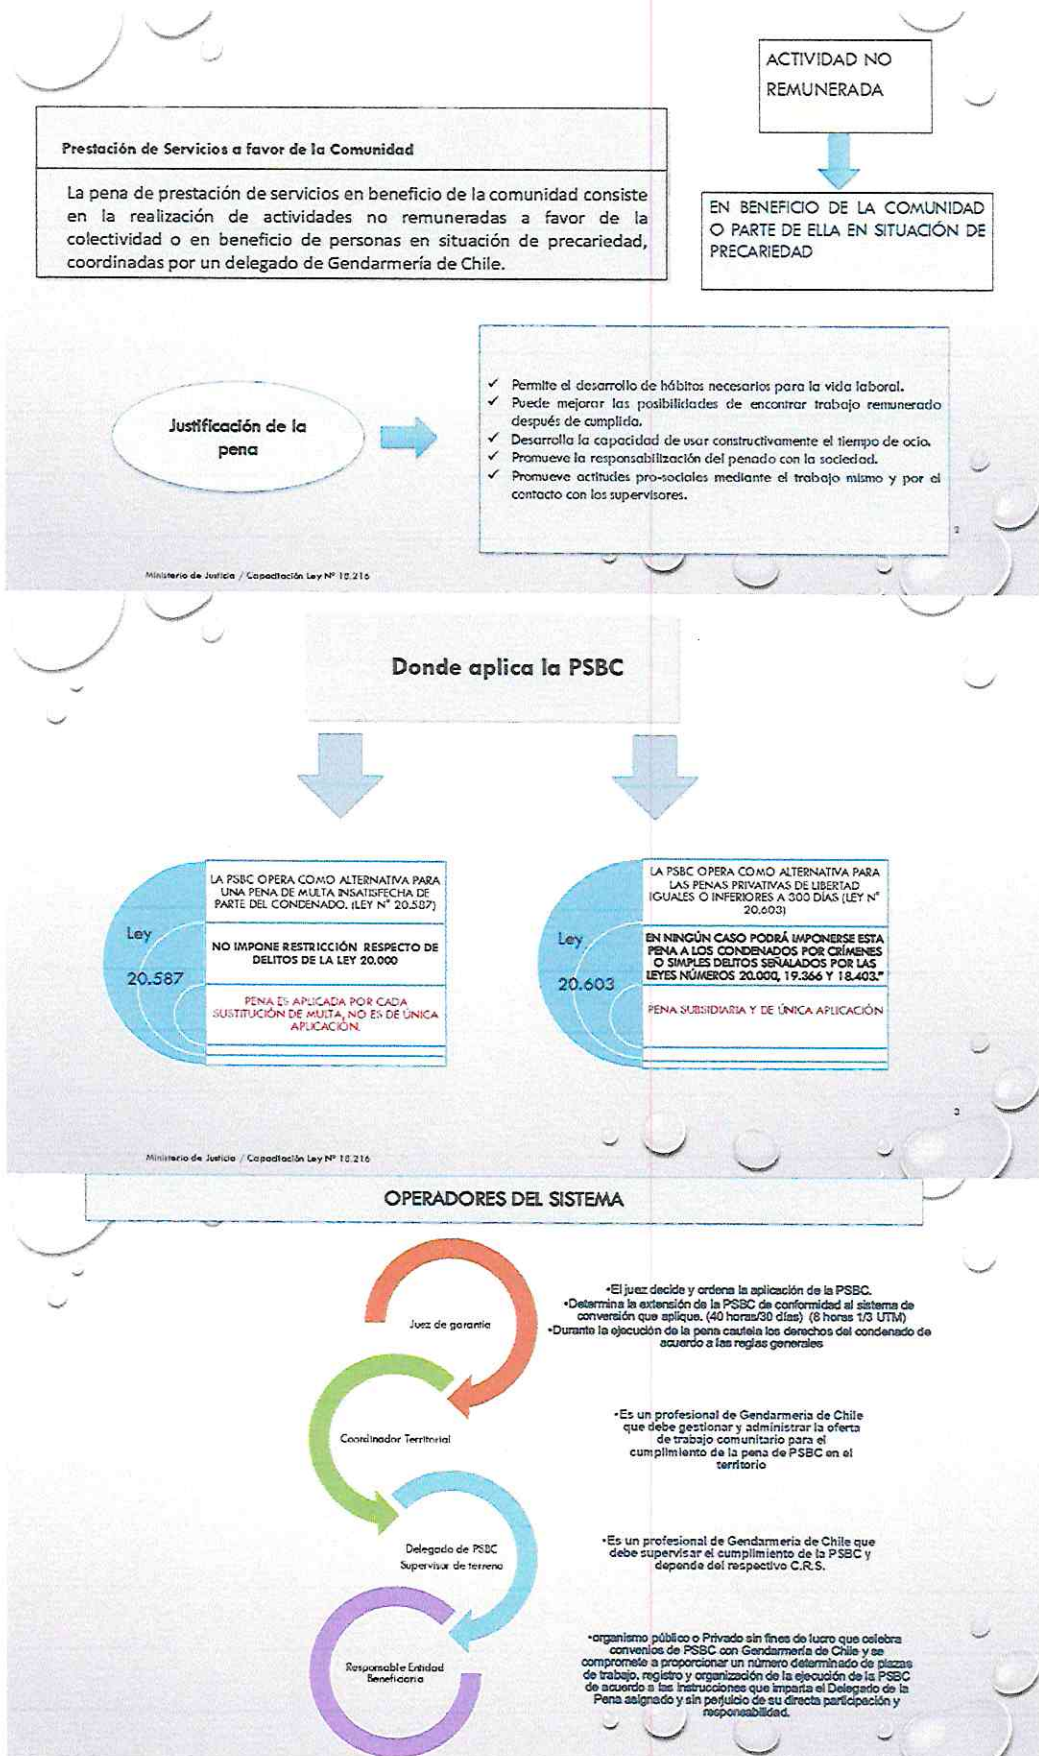 ACTIVIDAD NO
REMUNERADA
Prestación de Servicios a favor de la Comunidad
La pena de prestación de servicios en beneficio de la comunidad consiste
en la realización de actividades no remuneradas a favor de la
colectividad o en beneficio de personas en situación de precariedad,
coordinadas por un delegado de Gendarmería de Chile.
EN BENEFICIO DE LA COMUNIDAD
O PARTE DE ELLA EN SITUACIÓN DE
PRECARIEDAD
Justificación de la
pena
✓ Permite el desarrollo de hábitos necesarios para la vida laboral.
✓ Puede mejorar las posibilidades de encontrar trabajo remunerado
después de cumplida.
✓ Desarrolla la capacidad de usar constructivamente el tiempo de ocio.
✓ Promueve la responsabilización del penado con la sociedad.
✓ Promueve actitudes pro-sociales mediante el trabajo mismo y por el
contacto con los supervisores.
2
Ministerio de Justicia / Capacitación Ley Nº 18.216
Donde aplica la PSBC
Ley
20.587
LA PSBC OPERA COMO ALTERNATIVA PARA
UNA PENA DE MULTA INSATISFECHA DE
PARTE DEL CONDENADO. (LEY N° 20.587)
NO IMPONE RESTRICCIÓN RESPECTO DE
DELITOS DE LA LEY 20.000
PENA ES APLICADA POR CADA
SUSTITUCIÓN DE MULTA, NO ES DE ÚNICA
APLICACIÓN.
Ley
20.603
LA PSBC OPERA COMO ALTERNATIVA PARA
LAS PENAS PRIVATIVAS DE LIBERTAD
IGUALES O INFERIORES A 300 DÍAS (LEY N°
20.603)
EN NINGÚN CASO PODRÁ IMPONERSE ESTA
PENA A LOS CONDENADOS POR CRÍMENES
O SIMPLES DELITOS SEÑALADOS POR LAS
LEYES NÚMEROS 20.000, 19.366 Y 18.403."
PENA SUBSIDIARIA Y DE ÚNICA APLICACIÓN
3
Ministerio de Justicia / Capacitación Ley Nº 18.216
OPERADORES DEL SISTEMA
Juez de garantía
•El juez decide y ordena la aplicación de la PSBC.
•Determina la extensión de la PSBC de conformidad al sistema de
conversión que aplique. (40 horas/30 días) (8 horas 1/3 UTM)
•Durante la ejecución de la pena cautela los derechos del condenado de
acuerdo a las reglas generales
Coordinador Territorial
•Es un profesional de Gendarmería de Chile
que debe gestionar y administrar la oferta
de trabajo comunitario para el
cumplimiento de la pena de PSBC en el
territorio
Delegado de PSBC
Supervisor de terreno
•Es un profesional de Gendarmería de Chile que
debe supervisar el cumplimiento de la PSBC y
depende del respectivo C.R.S.
Responsable Entidad
Beneficiaria
•organismo público o Privado sin fines de lucro que celebra
convenios de PSBC con Gendarmería de Chile y se
compromete a proporcionar un número determinado de plazas
de trabajo, registro y organización de la ejecución de la PSBC
de acuerdo a las instrucciones que imparta el Delegado de la
Pena asignado y sin perjuicio de su directa participación y
responsabilidad.